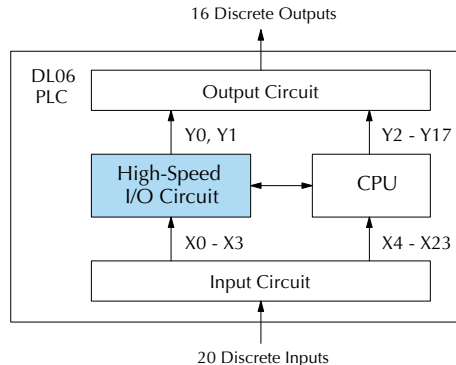 16 Discrete Outputs
DL06
PLC
Output Circuit
Y0, Y1
Y2 - Y17
High-Speed
I/O Circuit
CPU
X0 - X3
X4 - X23
Input Circuit
20 Discrete Inputs